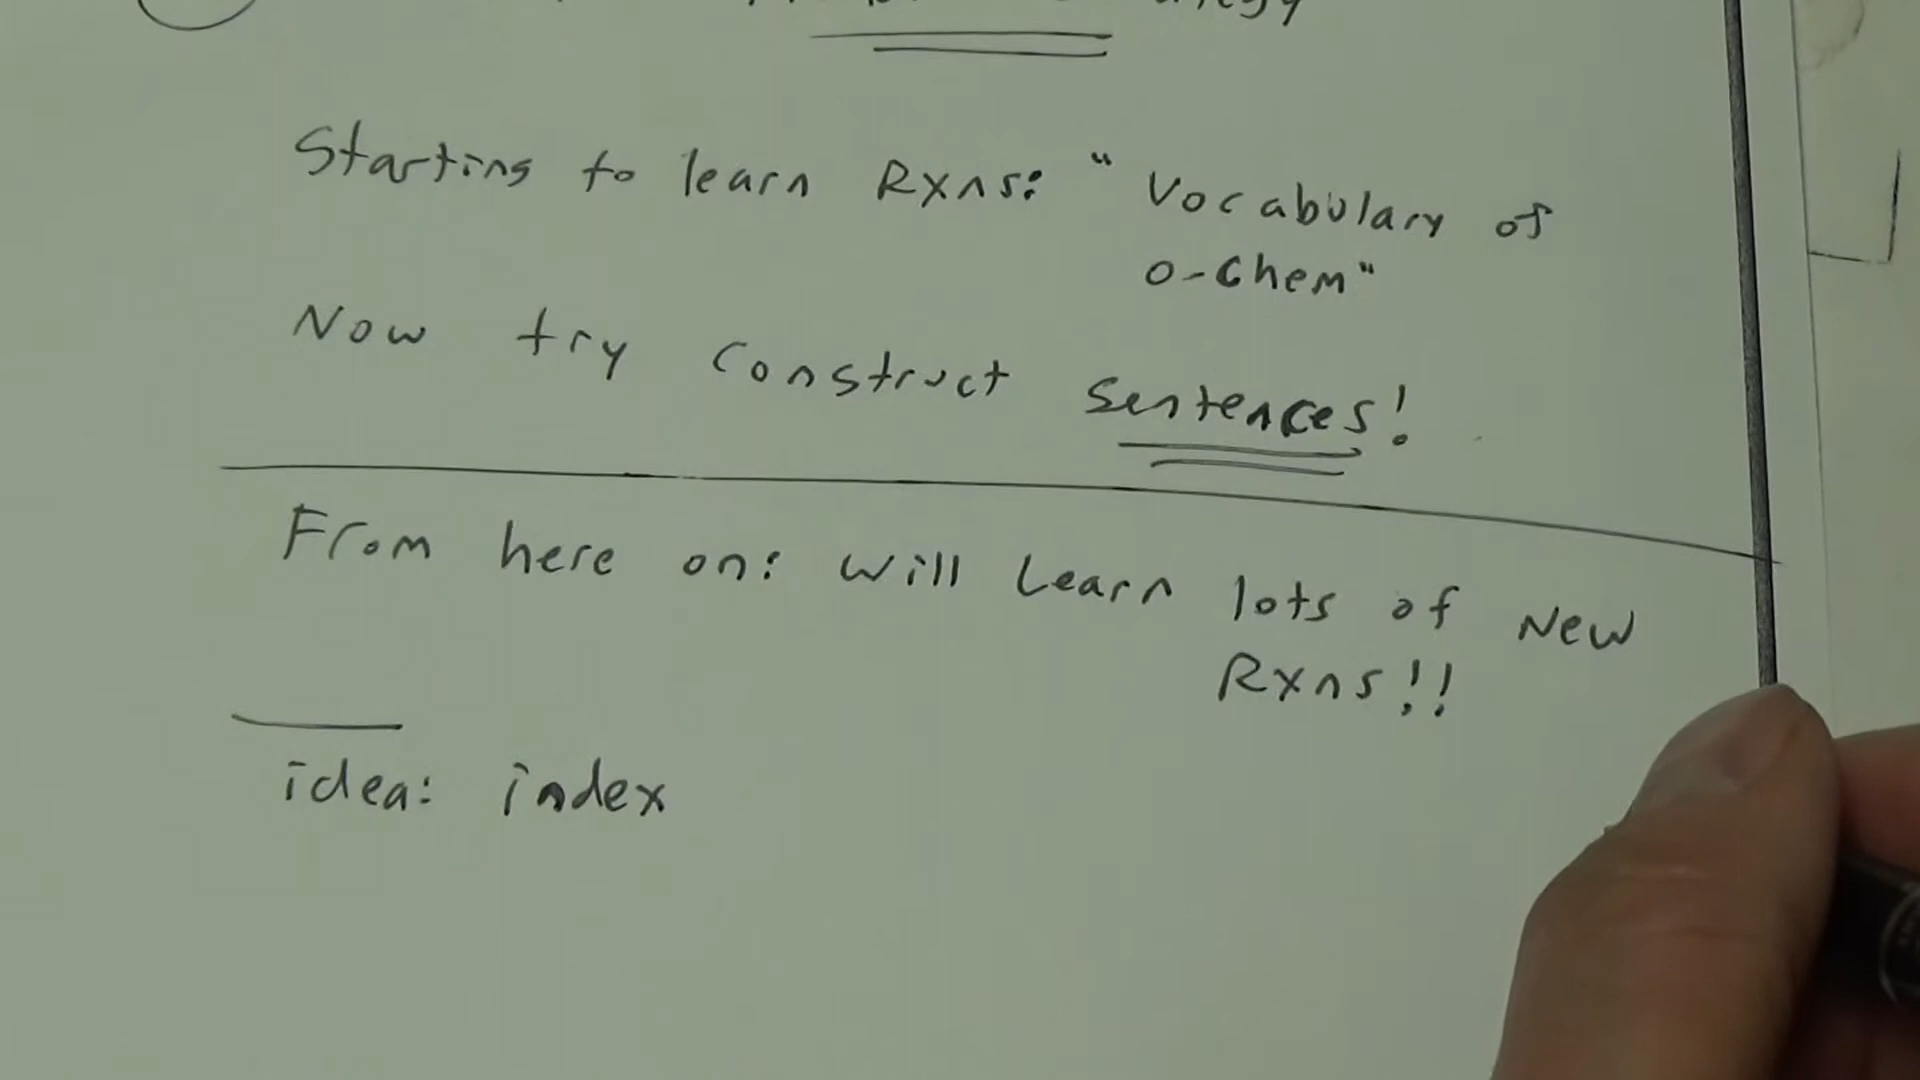 Starting to learn Rxns: "Vocabulary of
O-Chem"
Now try construct sentences!
From here on: will Learn lots of New
Rxns!!
idea: index